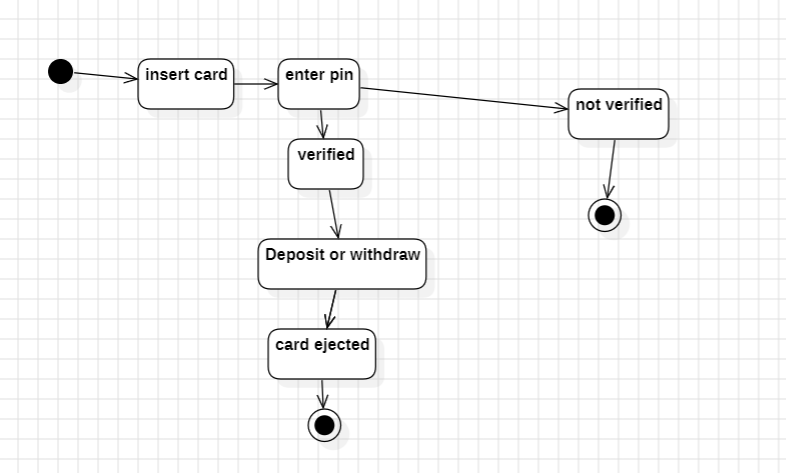 insert card
enter pin
not verified
verified
Deposit or withdraw
card ejected